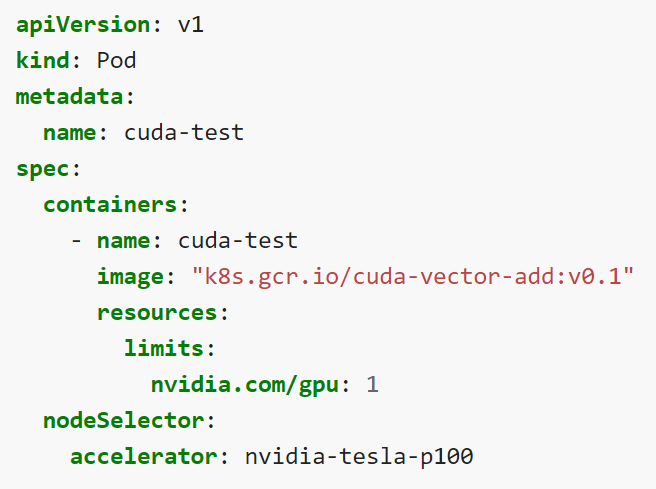 apiVersion: v1
kind: Pod
metadata:
  name: cuda-test
spec:
  containers:
    - name: cuda-test
      image: "k8s.gcr.io/cuda-vector-add:v0.1"
      resources:
        limits:
          nvidia.com/gpu: 1
  nodeSelector:
    accelerator: nvidia-tesla-p100